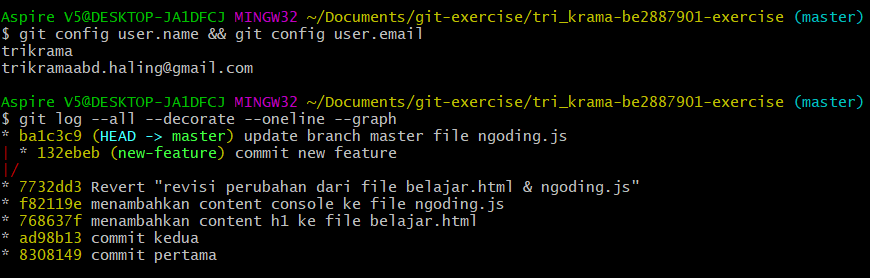 Aspire V5@DESKTOP-JA1DFCJ MINGW32 ~/Documents/git-exercise/tri_krama-be2887901-exercise (master)
$ git config user.name && git config user.email
trikrama
trikramaabd.haling@gmail.com

Aspire V5@DESKTOP-JA1DFCJ MINGW32 ~/Documents/git-exercise/tri_krama-be2887901-exercise (master)
$ git log --all --decorate --oneline --graph
* ba1c3c9 (HEAD -> master) update branch master file ngoding.js
| * 132ebeb (new-feature) commit new feature
|/
* 7732dd3 Revert "revisi perubahan dari file belajar.html & ngoding.js"
* f82119e menambahkan content console ke file ngoding.js
* 768637f menambahkan content h1 ke file belajar.html
* ad98b13 commit kedua
* 8308149 commit pertama